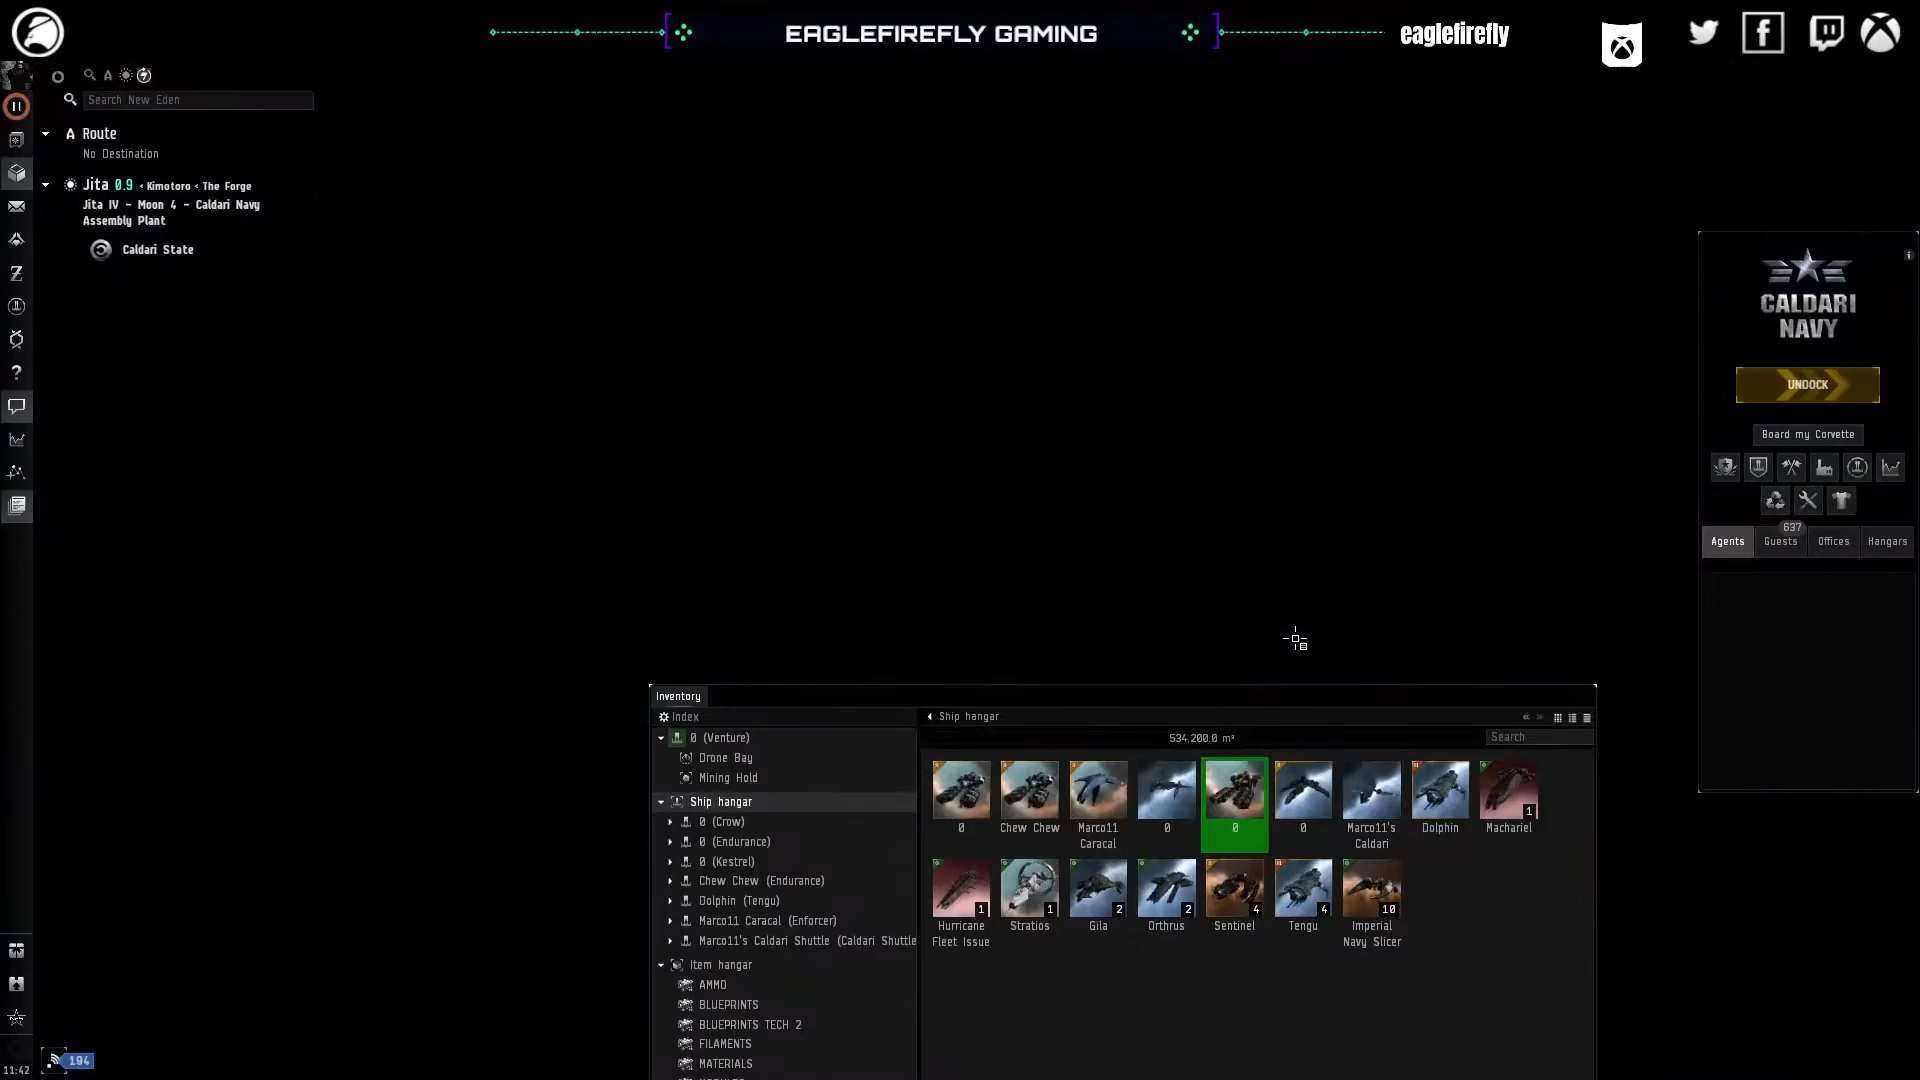 EAGLEFIREFLY GAMING
eaglefirefly
Search New Eden
Route
No Destination
Jita 0.9 < Kimotoro < The Forge
Jita IV - Moon 4 - Caldari Navy
Assembly Plant
Caldari State
CALDARI
NAVY
UNDOCK
Board my Corvette
637
Agents Guests Offices Hangars
Inventory
Index
0 (Venture)
Drone Bay
Mining Hold
Ship hangar
0 (Crow)
0 (Endurance)
0 (Kestrel)
Chew Chew (Endurance)
Dolphin (Tengu)
Marco11 Caracal (Enforcer)
Marco11's Caldari Shuttle (Caldari Shuttle
Item hangar
AMMO
BLUEPRINTS
BLUEPRINTS TECH 2
FILAMENTS
MATERIALS
Ship hangar
534,200.0 m³
Search
1
0 Chew Chew Marco11 0 0 0 Marco11's Dolphin Machariel
Caracal Caldari
1 1 2 2 4 4 10
Hurricane Stratios Gila Orthrus Sentinel Tengu Imperial
Fleet Issue Navy Slicer
194
11:42